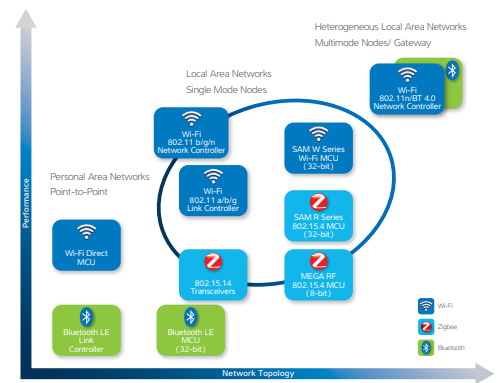 Heterogeneous Local Area Networks
Multimode Nodes/ Gateway
Wi-Fi
802.11n/BT 4.0
Network Controller
Local Area Networks
Single Mode Nodes
Wi-Fi
802.11 b/g/n
Network Controller
SAM W Series
Wi-Fi MCU
(32-bit)
Personal Area Networks
Point-to-Point
Wi-Fi
802.11 a/b/g
Link Controller
SAM R Series
802.15.4 MCU
(32-bit)
Wi-Fi Direct
MCU
802.15.14
Transceivers
MEGA RF
802.15.4 MCU
(8-bit)
Bluetooth LE
Link
Controller
Bluetooth LE
MCU
(32-bit)
Wi-Fi
Zigbee
Bluetooth
Performance
Network Topology